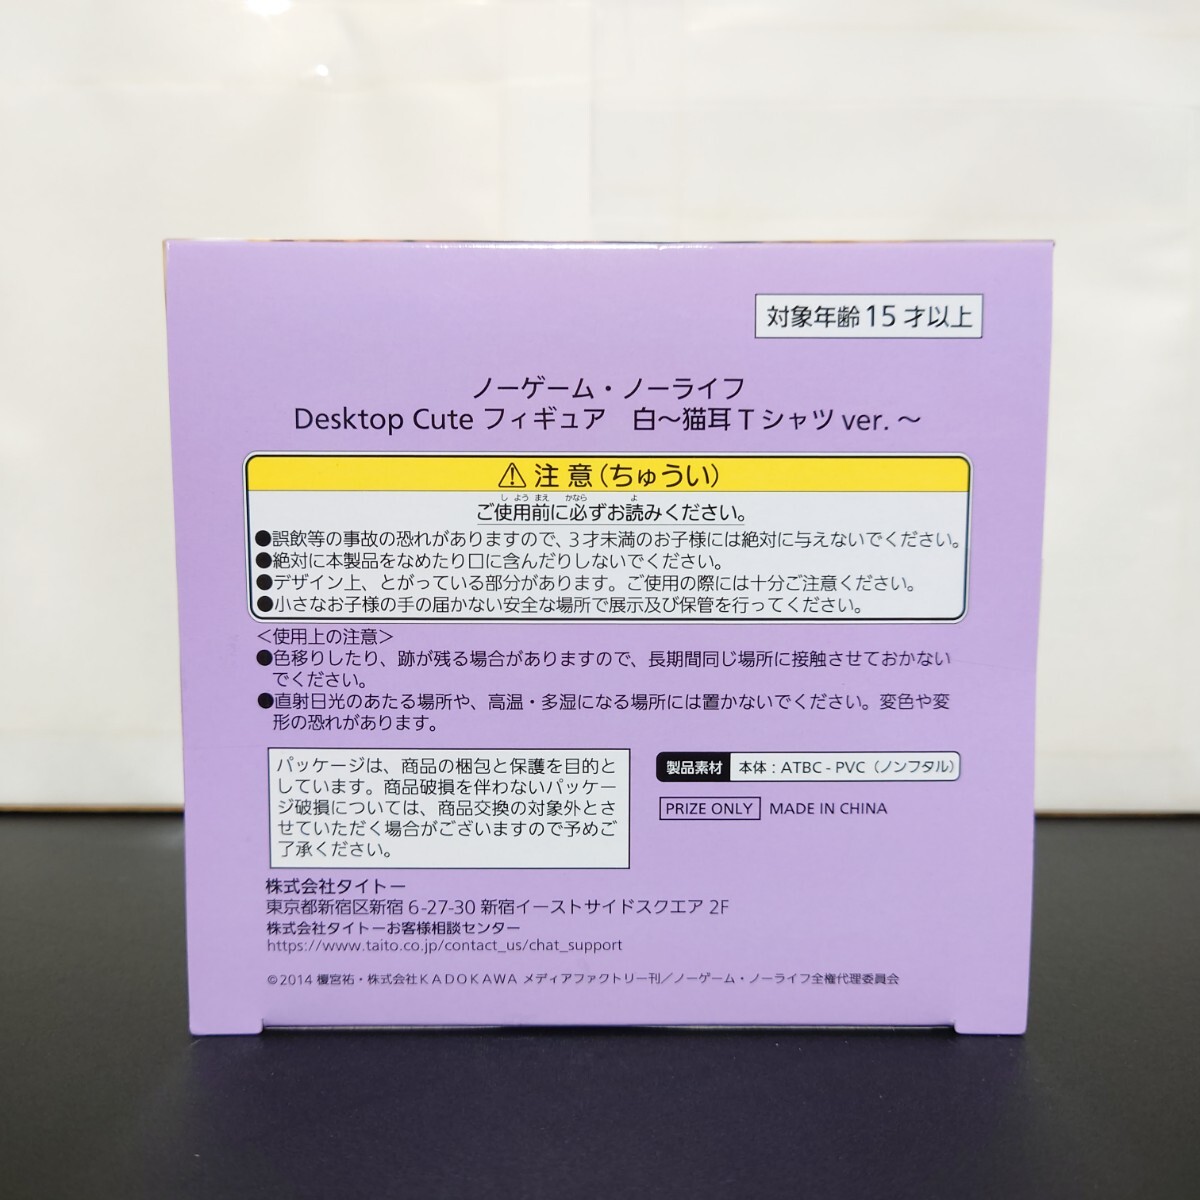 対象年齢15才以上
ノーゲーム・ノーライフ
Desktop Cute フィギュア　白～猫耳Tシャツver.～
⚠注意（ちゅうい）
し よう まえ かなら よ
ご使用前に必ずお読みください。
●誤飲等の事故の恐れがありますので、3才未満のお子様には絶対に与えないでください。
●絶対に本製品をなめたり口に含んだりしないでください。
●デザイン上、とがっている部分があります。ご使用の際には十分ご注意ください。
●小さなお子様の手の届かない安全な場所で展示及び保管を行ってください。
＜使用上の注意＞
●色移りしたり、跡が残る場合がありますので、長期間同じ場所に接触させておかない
でください。
●直射日光のあたる場所や、高温・多湿になる場所には置かないでください。変色や変
形の恐れがあります。
パッケージは、商品の梱包と保護を目的と
しています。商品破損を伴わないパッケー
ジ破損については、商品交換の対象外とさ
せていただく場合がございますので予めご
了承ください。
製品素材 本体：ATBC-PVC（ノンフタル）
PRIZE ONLY MADE IN CHINA
株式会社タイトー
東京都新宿区新宿 6-27-30 新宿イーストサイドスクエア 2F
株式会社タイトーお客様相談センター
https://www.taito.co.jp/contact_us/chat_support
©2014 榎宮祐・株式会社KADOKAWA メディアファクトリー刊／ノーゲーム・ノーライフ全権代理委員会